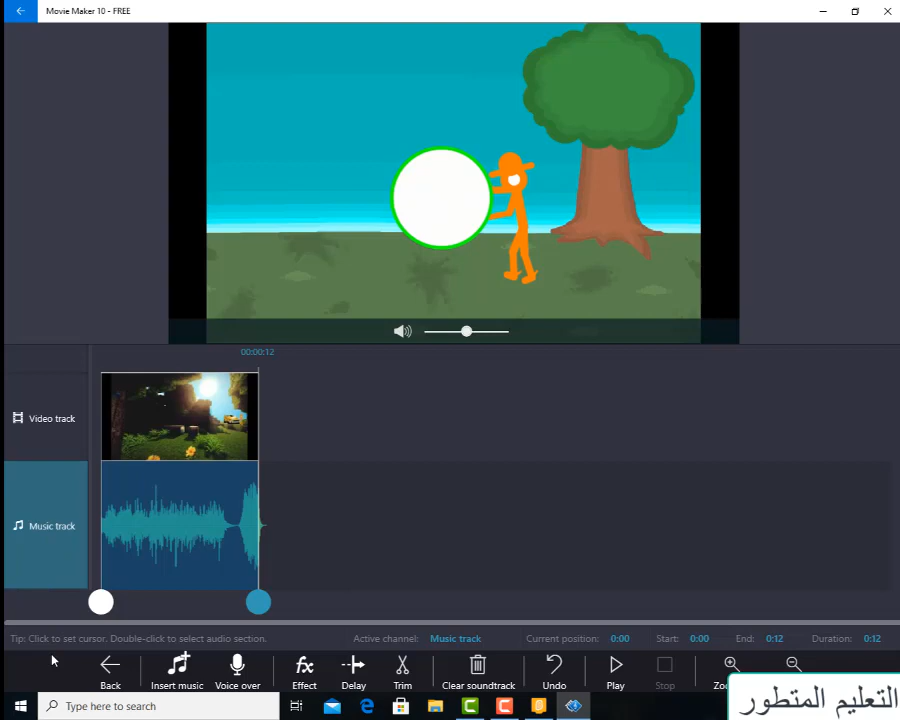 Movie Maker 10 - FREE
00:00:12
Video track
Music track
Tip: Click to set cursor. Double-click to select audio section.
Active channel: Music track
Current position: 0:00
Start: 0:00
End: 0:12
Duration: 0:12
Back
Insert music
Voice over
fx
Effect
Delay
Trim
Clear soundtrack
Undo
Play
Stop
التعليم المتطور
Type here to search